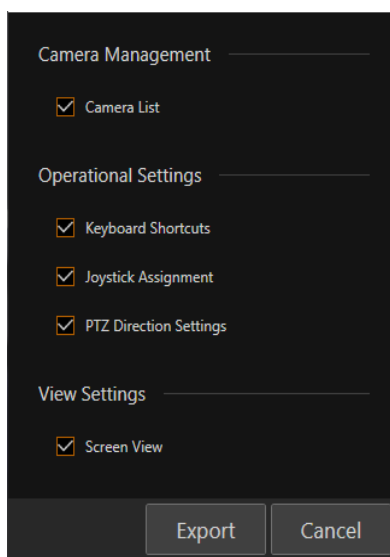 Camera Management
Camera List
Operational Settings
Keyboard Shortcuts
Joystick Assignment
PTZ Direction Settings
View Settings
Screen View
Export Cancel